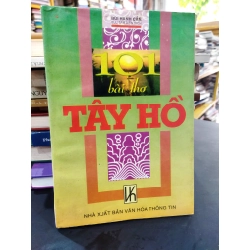 101
bài thơ
TÂY HỒ
NHÀ XUẤT BẢN VĂN HÓA THÔNG TIN